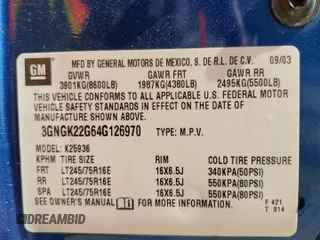 GM
MFD BY GENERAL MOTORS DE MEXICO, S. DE R.L. DE C.V. 09/03
GVWR GAWR FRT GAWR RR
3901KG(8600LB) 1987KG(4380LB) 2495KG(5500LB)
THIS VEHICLE CONFORMS TO ALL APPLICABLE U.S. FEDERAL MOTOR
VEHICLE SAFETY STANDARDS IN EFFECT ON THE DATE OF
MANUFACTURE SHOWN ABOVE.
3GNGK22G64G126970 TYPE: M.P.V.
MODEL: K25936
KPHM TIRE SIZE RIM COLD TIRE PRESSURE
FRT LT245/75R16E 16X6.5J 340KPA(50PSI)
RR LT245/75R16E 16X6.5J 550KPA(80PSI)
SPA LT245/75R16E 16X6.5J 550KPA(80PSI)
SEE OWNER'S MANUAL FOR ADDITIONAL INFORMATION.
F 421
T 914
DREAMBID